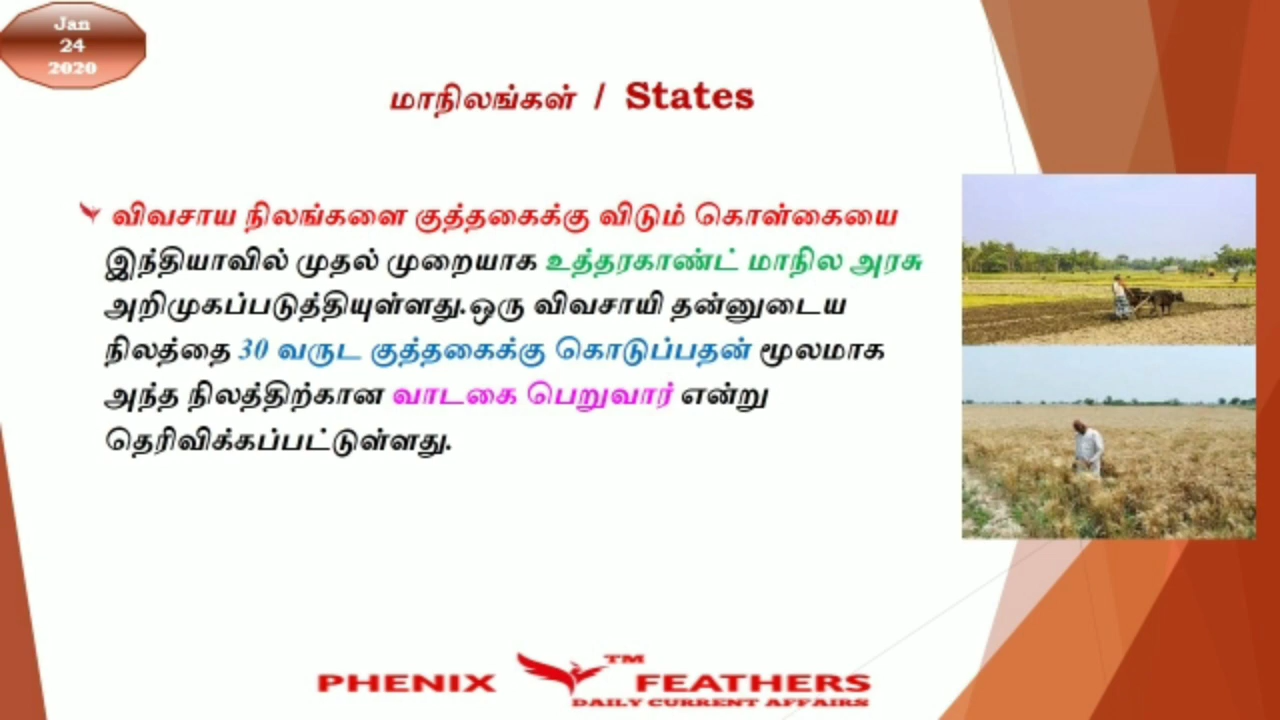 Jan
24
2020
மாநிலங்கள் / States
விவசாய நிலங்களை குத்தகைக்கு விடும் கொள்கையை
இந்தியாவில் முதல் முறையாக உத்தரகாண்ட் மாநில அரசு
அறிமுகப்படுத்தியுள்ளது.ஒரு விவசாயி தன்னுடைய
நிலத்தை 30 வருட குத்தகைக்கு கொடுப்பதன் மூலமாக
அந்த நிலத்திற்கான வாடகை பெறுவார் என்று
தெரிவிக்கப்பட்டுள்ளது.
PHENIX FEATHERS TM
DAILY CURRENT AFFAIRS